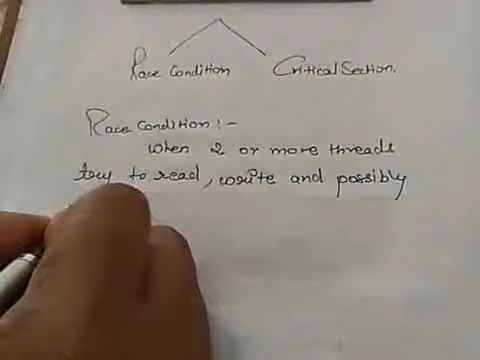 Race Condition Critical Section.
Race Condition :-
when 2 or more threads
try to read, write and possibly